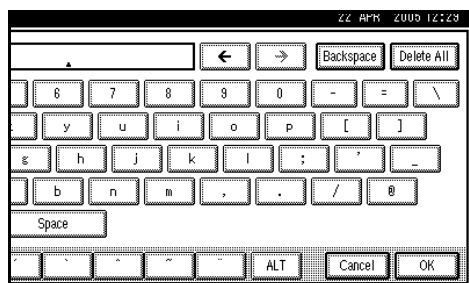 22 APR 2005 12:29
← → Backspace Delete All
6 7 8 9 0 - = \
y u i o p [ ]
g h j k l ; ' _
b n m , . / @
Space
´ ` ^ ~ ¨ ALT Cancel OK